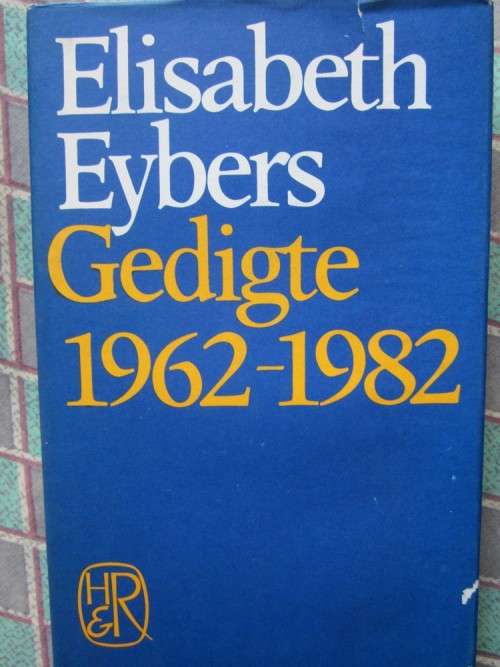 Elisabeth
Eybers
Gedigte
1962-1982
H
&R